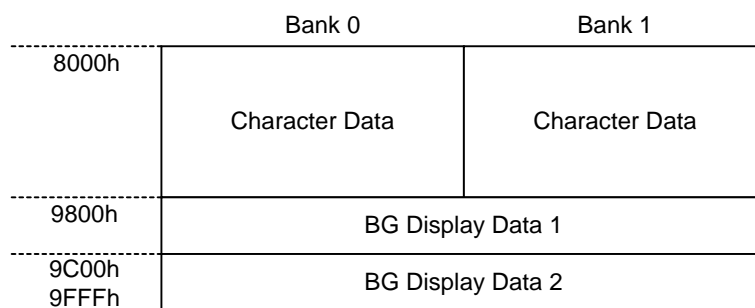 Bank 0 Bank 1
8000h
Character Data Character Data
9800h
BG Display Data 1
9C00h
BG Display Data 2
9FFFh